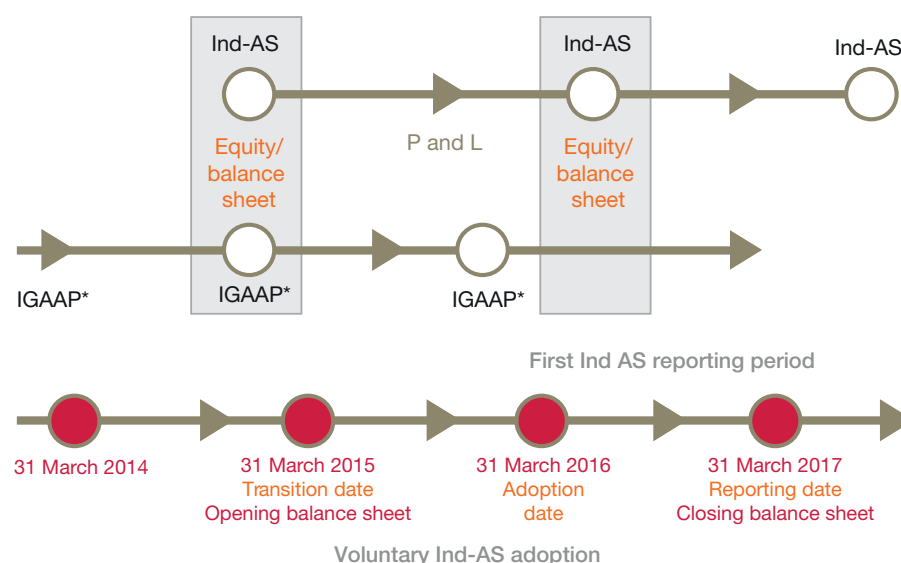 Ind-AS
Ind-AS
Ind-AS
P and L
Equity/
balance
sheet
Equity/
balance
sheet
IGAAP*
IGAAP*
IGAAP*
First Ind AS reporting period
31 March 2014
31 March 2015
Transition date
Opening balance sheet
31 March 2016
Adoption
date
31 March 2017
Reporting date
Closing balance sheet
Voluntary Ind-AS adoption